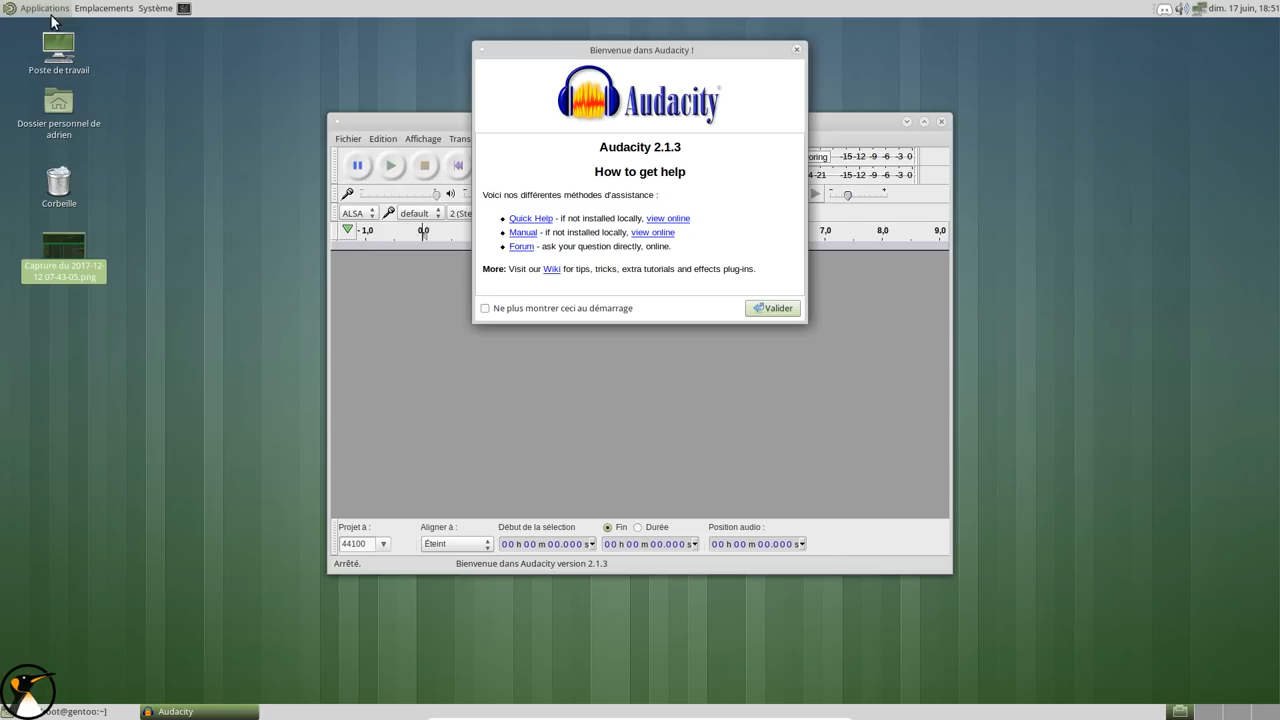 Applications Emplacements Système
dim. 17 juin, 18:51
Poste de travail
Dossier personnel de
adrien
Corbeille
Capture du 2017-12-
12 07-43-05.png
Bienvenue dans Audacity !
Audacity
Audacity 2.1.3
How to get help
Voici nos différentes méthodes d'assistance :
Quick Help - if not installed locally, view online
Manual - if not installed locally, view online
Forum - ask your question directly, online.
More: Visit our Wiki for tips, tricks, extra tutorials and effects plug-ins.
Ne plus montrer ceci au démarrage
Valider
Fichier Edition Affichage Trans
oring -15 -12 -9 -6 -3 0
-21 -15 -12 -9 -6 -3 0
ALSA default 2 (Ste
- 1,0 0,0 7,0 8,0 9,0
Projet à : Aligner à : Début de la sélection Fin Durée Position audio :
44100 Éteint 00 h 00 m 00.000 s 00 h 00 m 00.000 s 00 h 00 m 00.000 s
Arrêté. Bienvenue dans Audacity version 2.1.3
oot@gentoo:~] Audacity